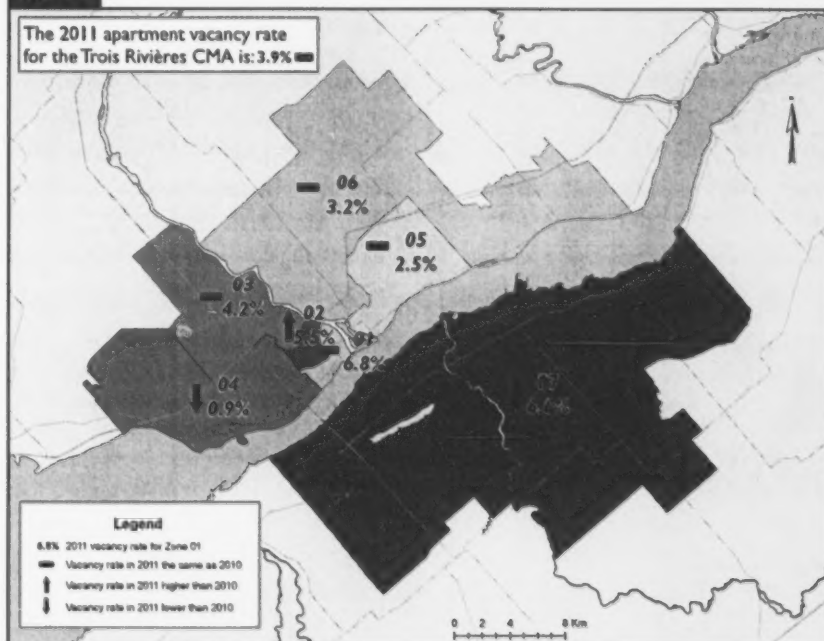 The 2011 apartment vacancy rate
for the Trois Rivières CMA is: 3.9%
06
3.2%
05
2.5%
03
4.2%
02
5.5%
01
6.8%
04
0.9%
07
Legend
6.8% 2011 vacancy rate for Zone 01
Vacancy rate in 2011 the same as 2010
Vacancy rate in 2011 higher than 2010
Vacancy rate in 2011 lower than 2010
0 2 4 8 Km